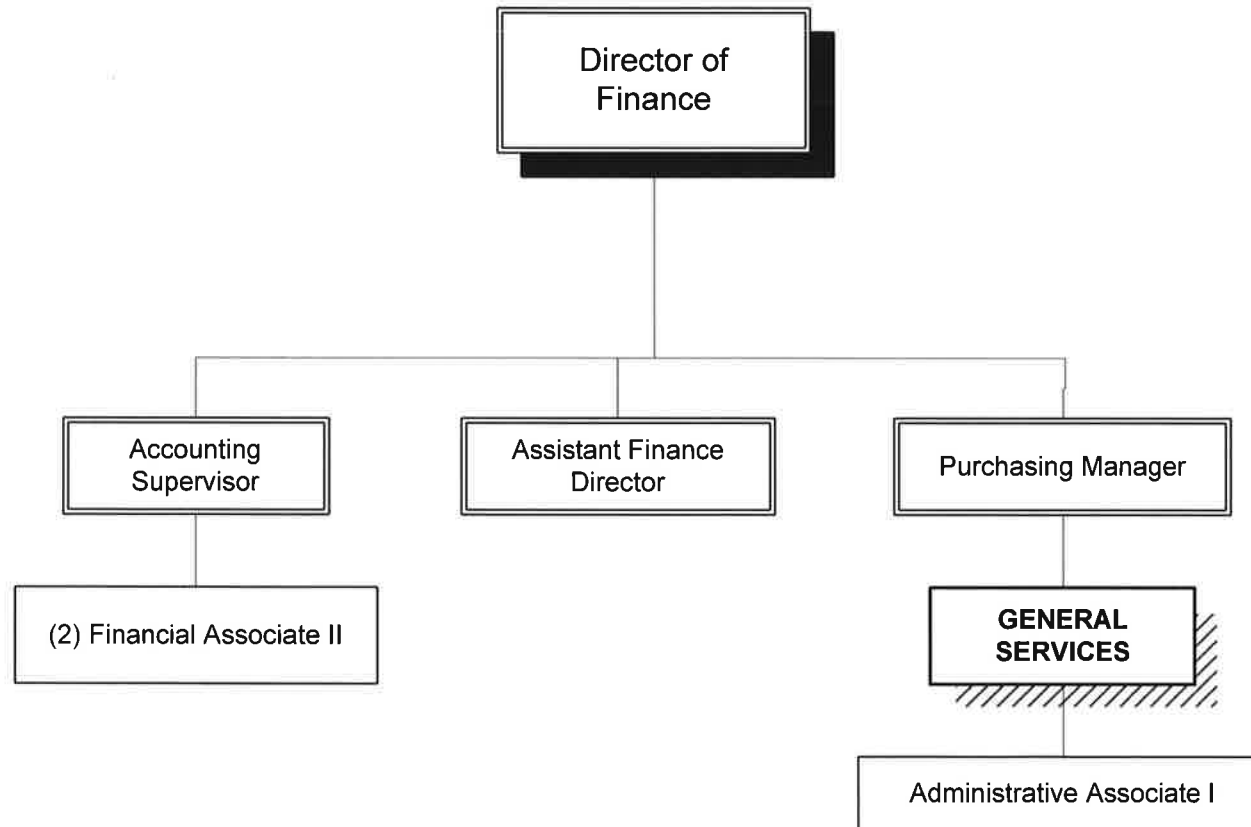 Director of
Finance
Accounting
Supervisor
Assistant Finance
Director
Purchasing Manager
(2) Financial Associate II
GENERAL
SERVICES
Administrative Associate I